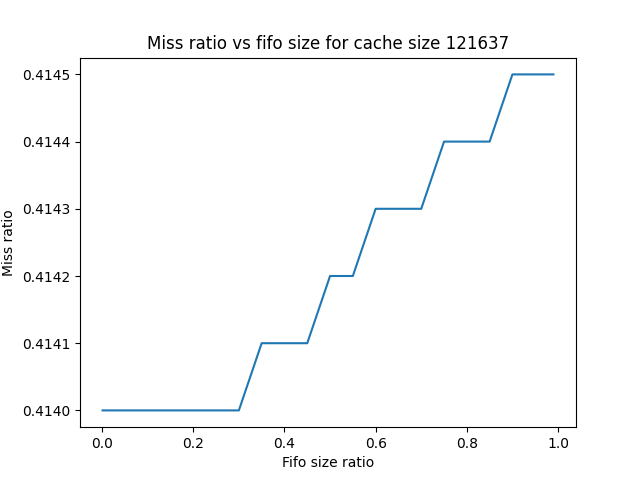 Miss ratio vs fifo size for cache size 121637
0.4145
0.4144
0.4143
0.4142
0.4141
0.4140
Miss ratio
0.0 0.2 0.4 0.6 0.8 1.0
Fifo size ratio